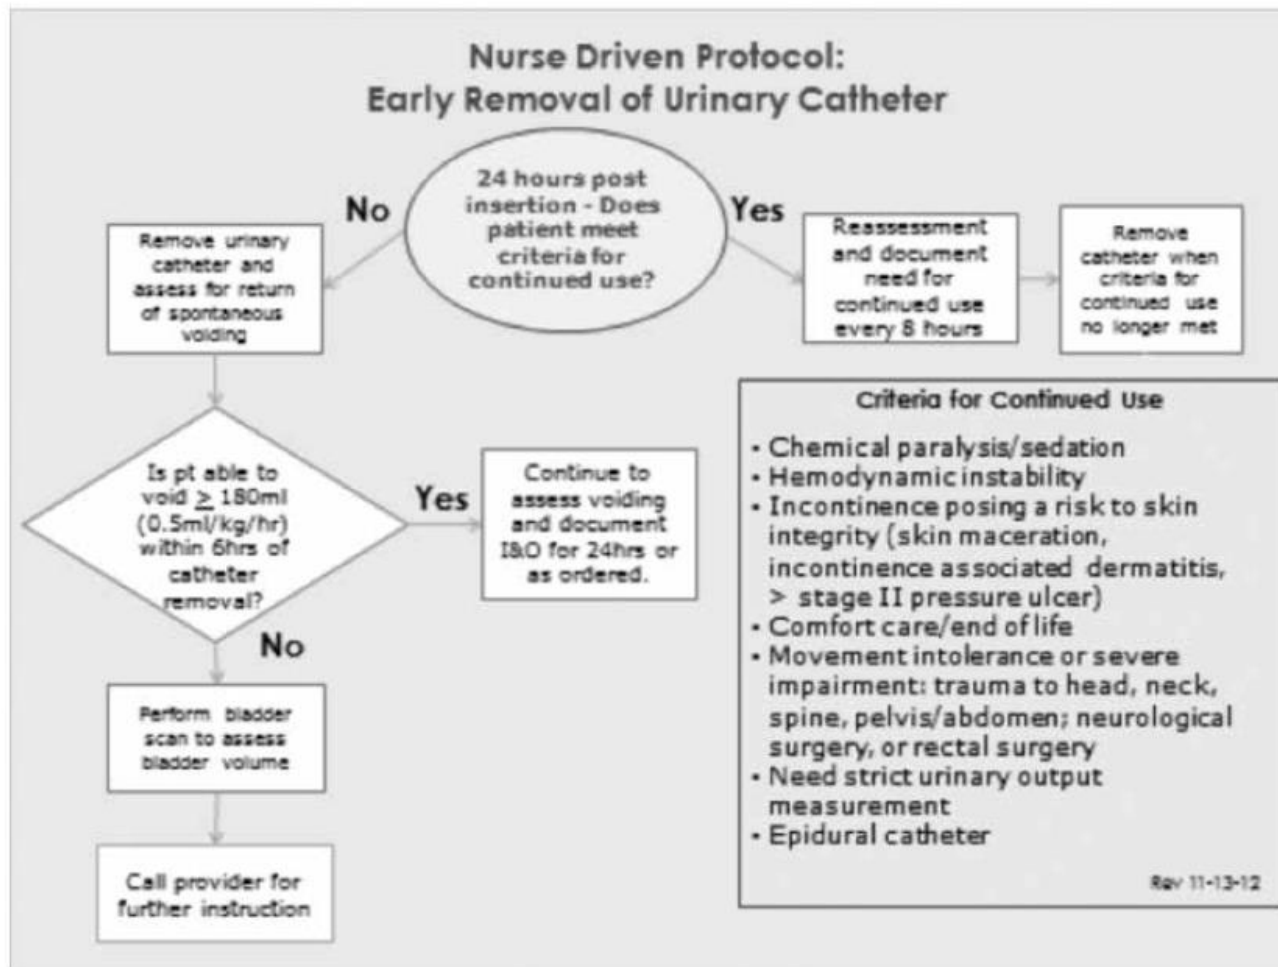 Nurse Driven Protocol:
Early Removal of Urinary Catheter
24 hours post
insertion - Does
patient meet
criteria for
continued use?
No
Yes
Remove urinary
catheter and
assess for return
of spontaneous
voiding
Reassessment
and document
need for
continued use
every 8 hours
Remove
catheter when
criteria for
continued use
no longer met
Is pt able to
void ≥ 180ml
(0.5ml/kg/hr)
within 6hrs of
catheter
removal?
Yes
Continue to
assess voiding
and document
I&O for 24hrs or
as ordered.
No
Perform bladder
scan to assess
bladder volume
Call provider for
further instruction
Criteria for Continued Use
• Chemical paralysis/sedation
• Hemodynamic instability
• Incontinence posing a risk to skin
integrity (skin maceration,
incontinence associated dermatitis,
> stage II pressure ulcer)
• Comfort care/end of life
• Movement intolerance or severe
impairment: trauma to head, neck,
spine, pelvis/abdomen; neurological
surgery, or rectal surgery
• Need strict urinary output
measurement
• Epidural catheter
Rev 11-13-12